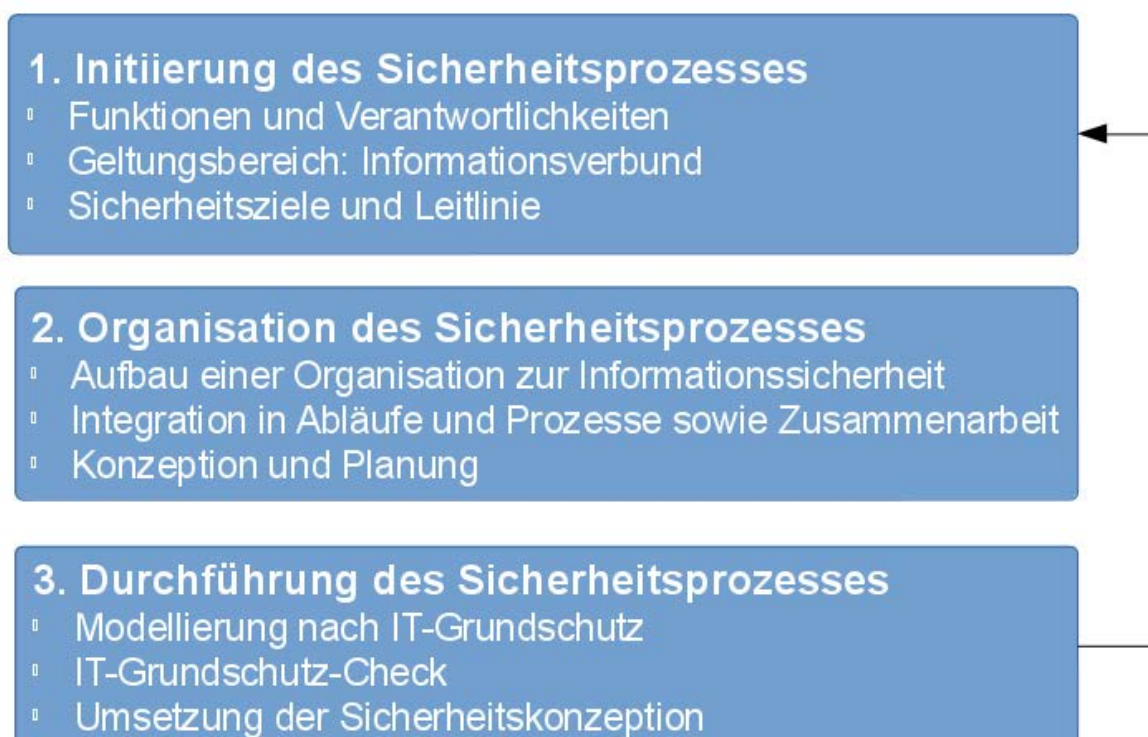 1. Initiierung des Sicherheitsprozesses
Funktionen und Verantwortlichkeiten
Geltungsbereich: Informationsverbund
Sicherheitsziele und Leitlinie
2. Organisation des Sicherheitsprozesses
Aufbau einer Organisation zur Informationssicherheit
Integration in Abläufe und Prozesse sowie Zusammenarbeit
Konzeption und Planung
3. Durchführung des Sicherheitsprozesses
Modellierung nach IT-Grundschutz
IT-Grundschutz-Check
Umsetzung der Sicherheitskonzeption